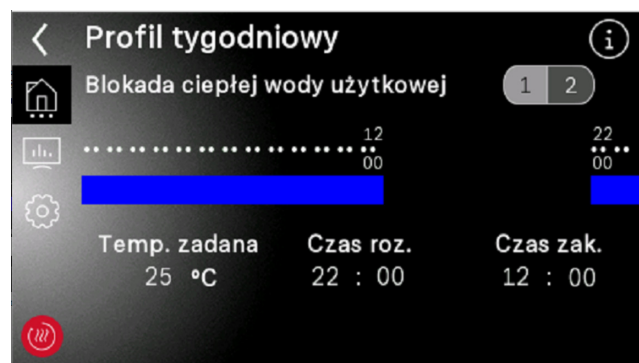 Profil tygodniowy
i
Blokada ciepłej wody użytkowej
1 2
12 22
00 00
Temp. zadana Czas roz. Czas zak.
25 °C 22 : 00 12 : 00